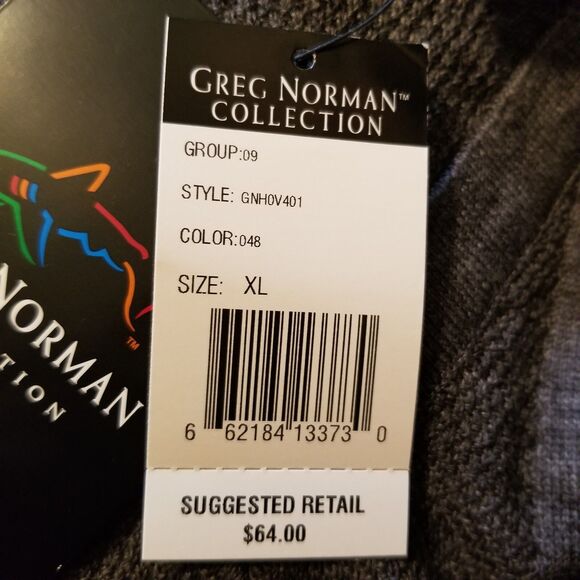 GREG NORMAN™
COLLECTION
GROUP:09
STYLE: GNH0V401
COLOR:048
SIZE: XL
6 62184 13373 0
SUGGESTED RETAIL
$64.00
NORMAN
TION
TM